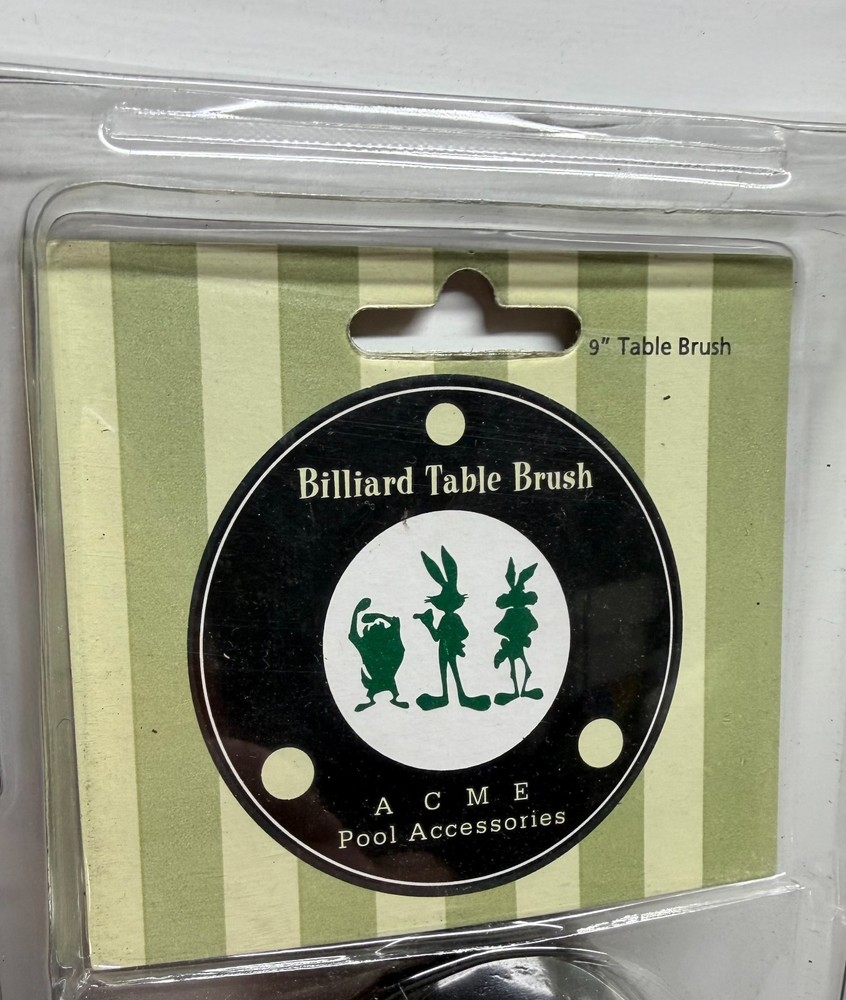 9" Table Brush
Billiard Table Brush
A C M E
Pool Accessories